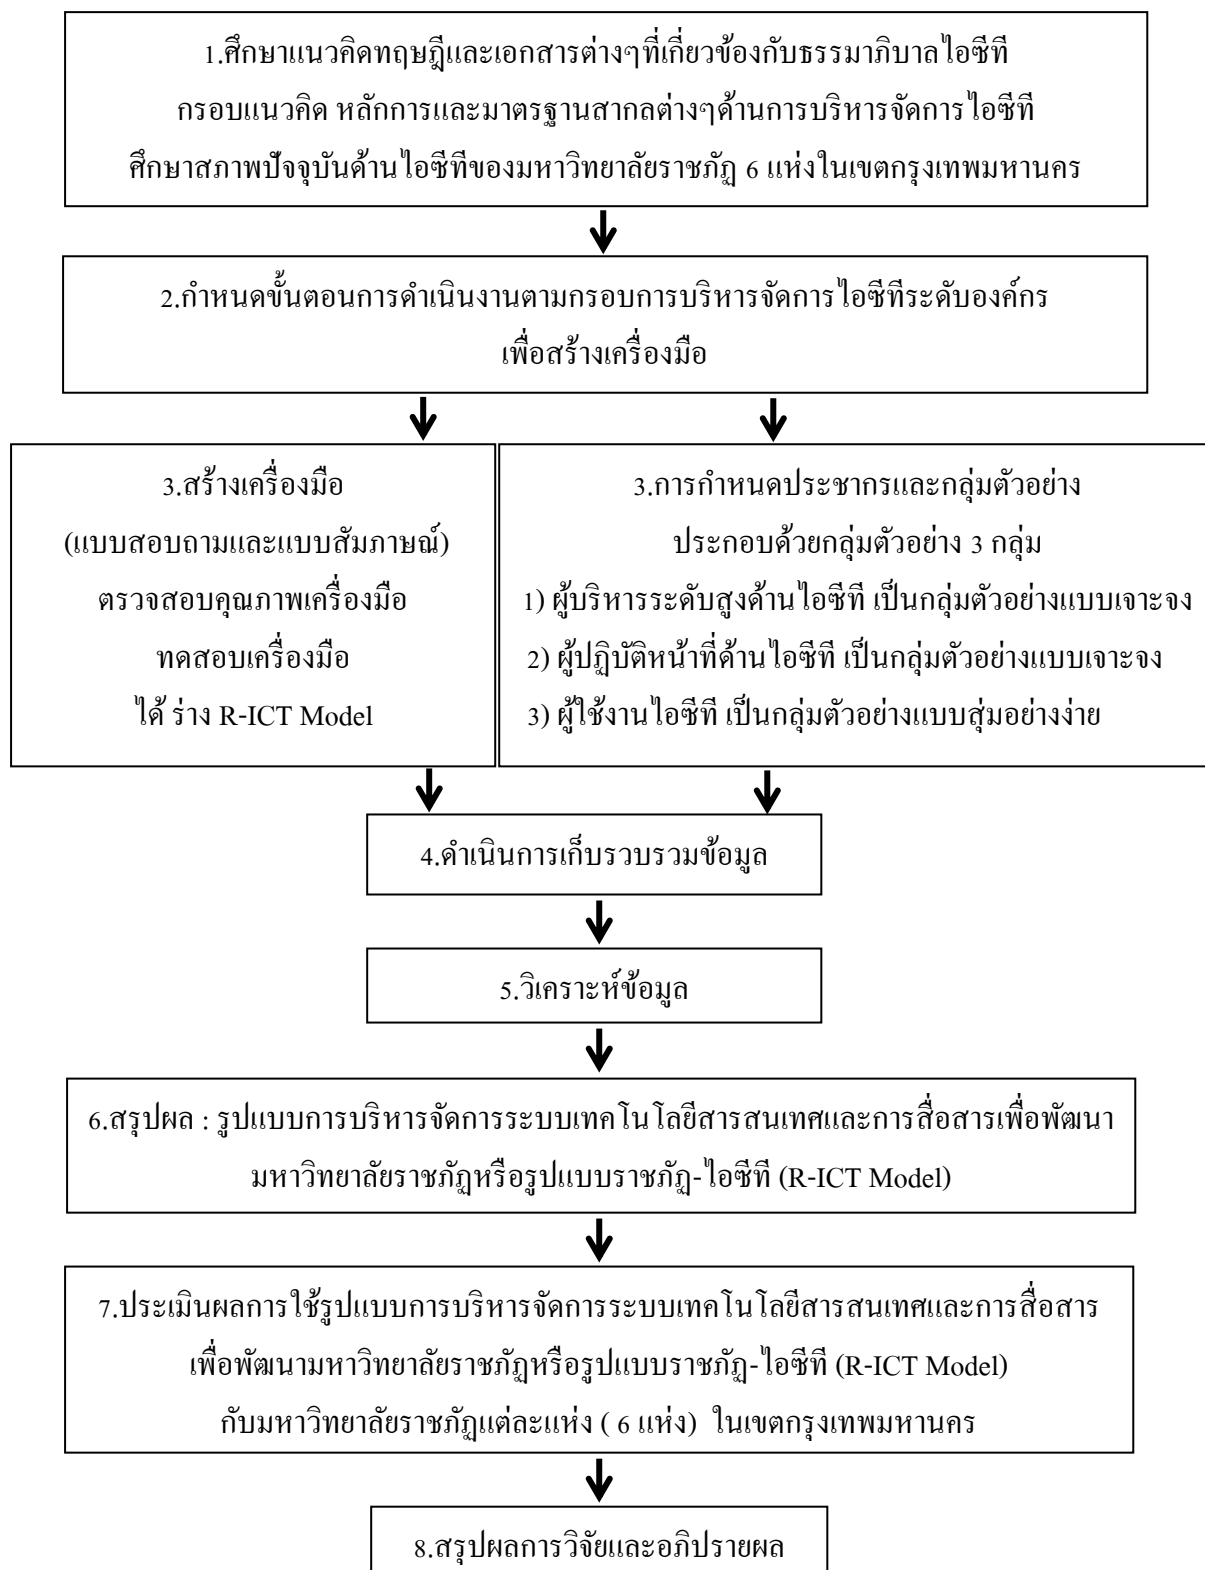 1.ศึกษาแนวคิดทฤษฎีและเอกสารต่างๆที่เกี่ยวข้องกับธรรมาภิบาลไอซีที
กรอบแนวคิด หลักการและมาตรฐานสากลต่างๆด้านการบริหารจัดการไอซีที
ศึกษาสภาพปัจจุบันด้านไอซีทีของมหาวิทยาลัยราชภัฏ 6 แห่งในเขตกรุงเทพมหานคร
2.กำหนดขั้นตอนการดำเนินงานตามกรอบการบริหารจัดการไอซีทีระดับองค์กร
เพื่อสร้างเครื่องมือ
3.สร้างเครื่องมือ
(แบบสอบถามและแบบสัมภาษณ์)
ตรวจสอบคุณภาพเครื่องมือ
ทดสอบเครื่องมือ
ได้ ร่าง R-ICT Model
3.การกำหนดประชากรและกลุ่มตัวอย่าง
ประกอบด้วยกลุ่มตัวอย่าง 3 กลุ่ม
1) ผู้บริหารระดับสูงด้านไอซีที เป็นกลุ่มตัวอย่างแบบเจาะจง
2) ผู้ปฏิบัติหน้าที่ด้านไอซีที เป็นกลุ่มตัวอย่างแบบเจาะจง
3) ผู้ใช้งานไอซีที เป็นกลุ่มตัวอย่างแบบสุ่มอย่างง่าย
4.ดำเนินการเก็บรวบรวมข้อมูล
5.วิเคราะห์ข้อมูล
6.สรุปผล : รูปแบบการบริหารจัดการระบบเทคโนโลยีสารสนเทศและการสื่อสารเพื่อพัฒนา
มหาวิทยาลัยราชภัฏหรือรูปแบบราชภัฏ-ไอซีที (R-ICT Model)
7.ประเมินผลการใช้รูปแบบการบริหารจัดการระบบเทคโนโลยีสารสนเทศและการสื่อสาร
เพื่อพัฒนามหาวิทยาลัยราชภัฏหรือรูปแบบราชภัฏ-ไอซีที (R-ICT Model)
กับมหาวิทยาลัยราชภัฏแต่ละแห่ง ( 6 แห่ง) ในเขตกรุงเทพมหานคร
8.สรุปผลการวิจัยและอภิปรายผล